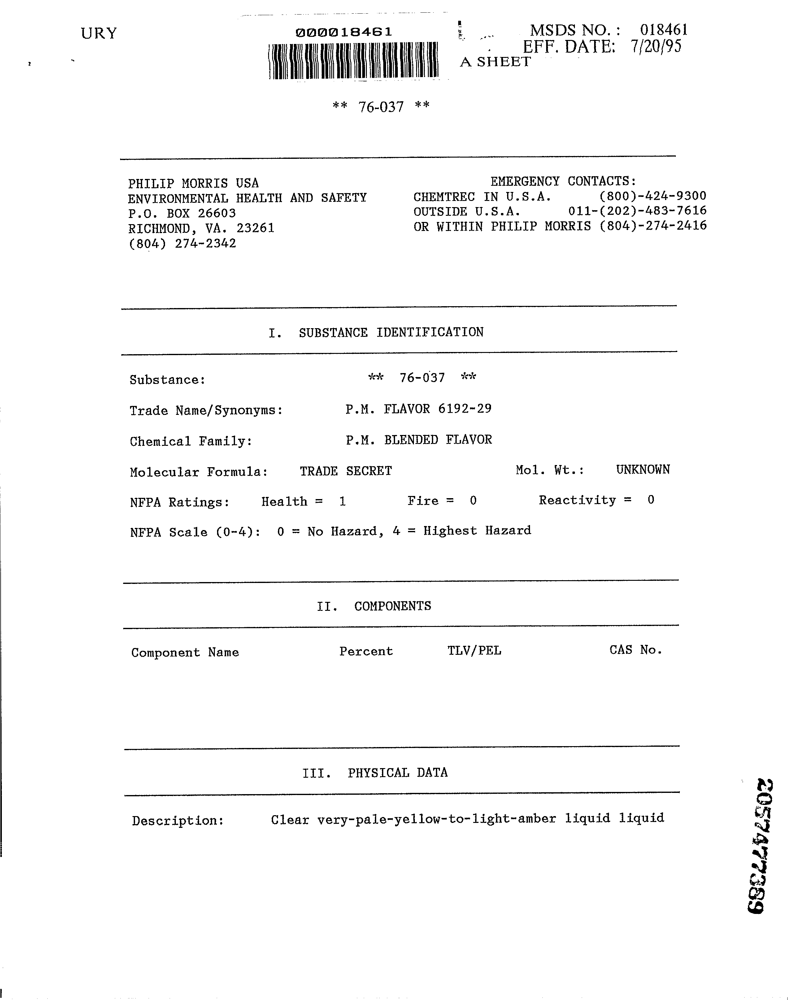 URY 000018461 MSDS NO. : 018461
EFF. DATE: 7/20/95
A SHEET
** 76-037 **
PHILIP MORRIS USA EMERGENCY CONTACTS:
ENVIRONMENTAL HEALTH AND SAFETY CHEMTREC IN U.S.A. (800)-424-9300
P.O. BOX 26603 OUTSIDE U.S.A. 011-(202)-483-7616
RICHMOND, VA. 23261 OR WITHIN PHILIP MORRIS (804)-274-2416
(804) 274-2342
I. SUBSTANCE IDENTIFICATION
Substance: ** 76-037 **
Trade Name/Synonyms: P.M. FLAVOR 6192-29
Chemical Family: P.M. BLENDED FLAVOR
Molecular Formula: TRADE SECRET Mol. Wt.: UNKNOWN
NFPA Ratings: Health = 1 Fire = 0 Reactivity = 0
NFPA Scale (0-4): 0 = No Hazard, 4 = Highest Hazard
II. COMPONENTS
Component Name Percent TLV/PEL CAS No.
III. PHYSICAL DATA
Description: Clear very-pale-yellow-to-light-amber liquid liquid
2057477389